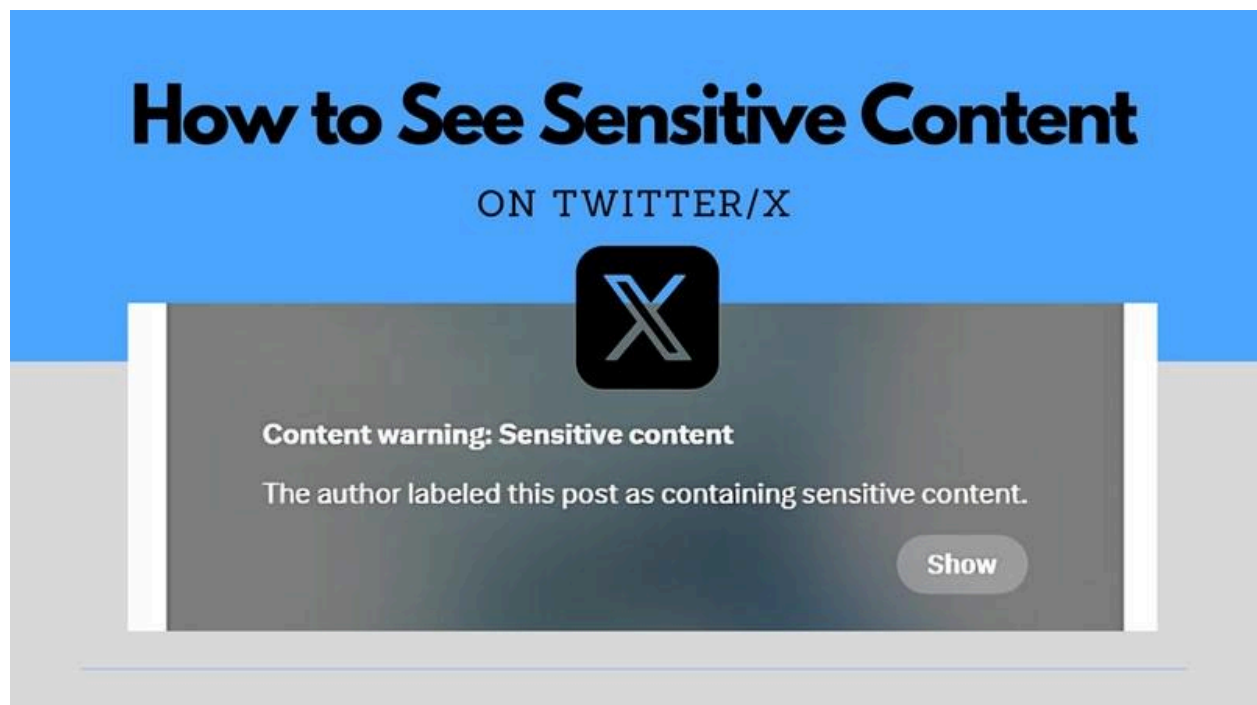 How to See Sensitive Content
ON TWITTER/X
Content warning: Sensitive content
The author labeled this post as containing sensitive content.
Show